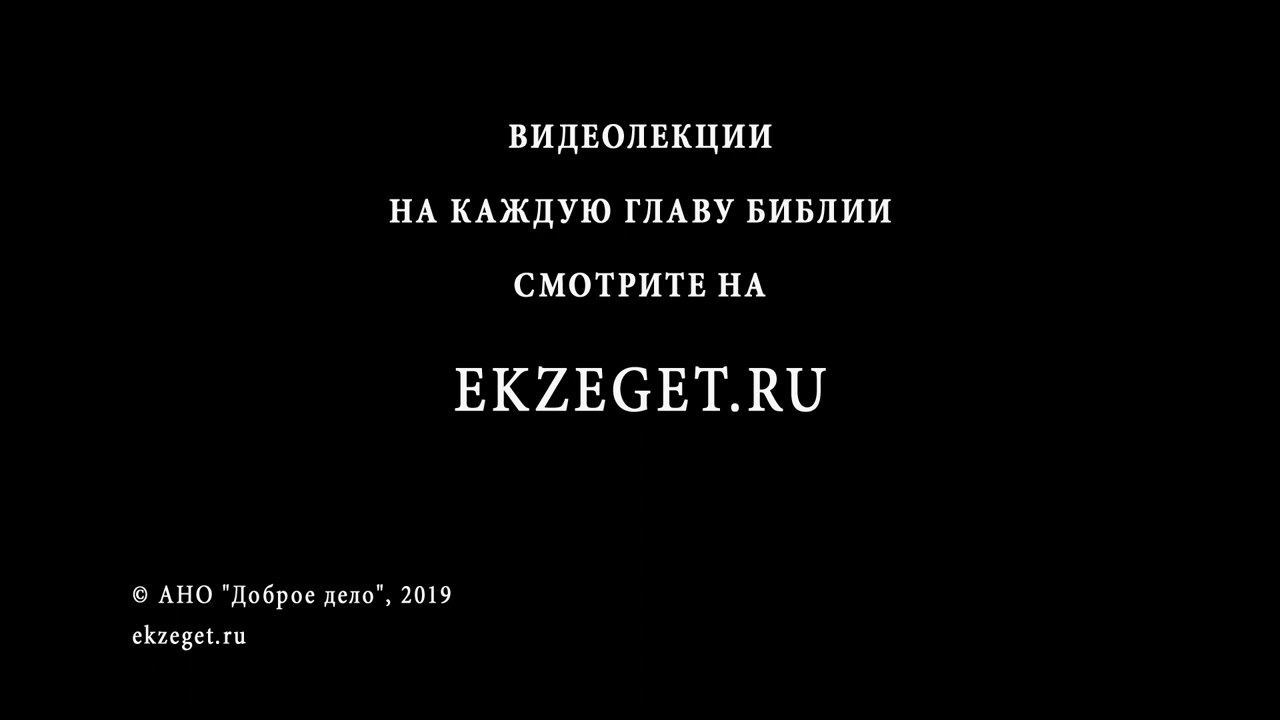 ВИДЕОЛЕКЦИИ
НА КАЖДУЮ ГЛАВУ БИБЛИИ
СМОТРИТЕ НА
EKZEGET.RU
© АНО "Доброе дело", 2019
ekzeget.ru